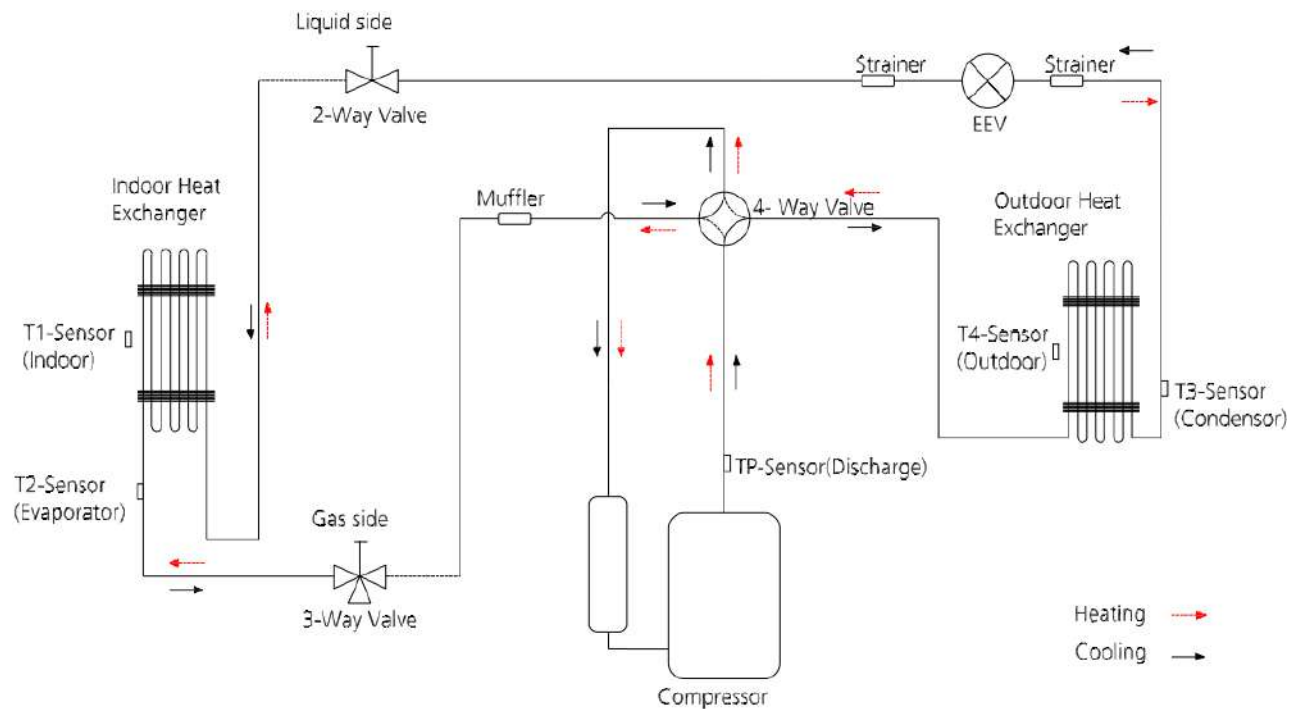 Liquid side
2-Way Valve
Strainer
EEV
Strainer
Indoor Heat
Exchanger
Muffler
4- Way Valve
Outdoor Heat
Exchanger
T1-Sensor
(Indoor)
T4-Sensor
(Outdoor)
T3-Sensor
(Condensor)
T2-Sensor
(Evaporator)
TP-Sensor(Discharge)
Gas side
3-Way Valve
Compressor
Heating
Cooling